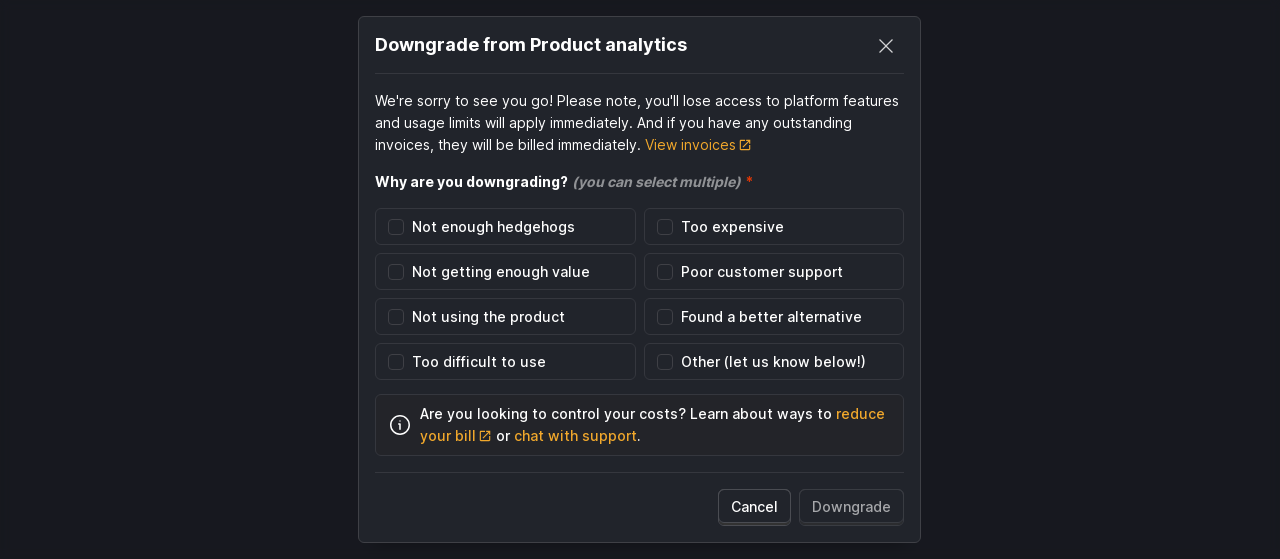 Downgrade from Product analytics
We're sorry to see you go! Please note, you'll lose access to platform features
and usage limits will apply immediately. And if you have any outstanding
invoices, they will be billed immediately. View invoices
Why are you downgrading? (you can select multiple) *
Not enough hedgehogs
Too expensive
Not getting enough value
Poor customer support
Not using the product
Found a better alternative
Too difficult to use
Other (let us know below!)
Are you looking to control your costs? Learn about ways to reduce
your bill or chat with support.
Cancel
Downgrade